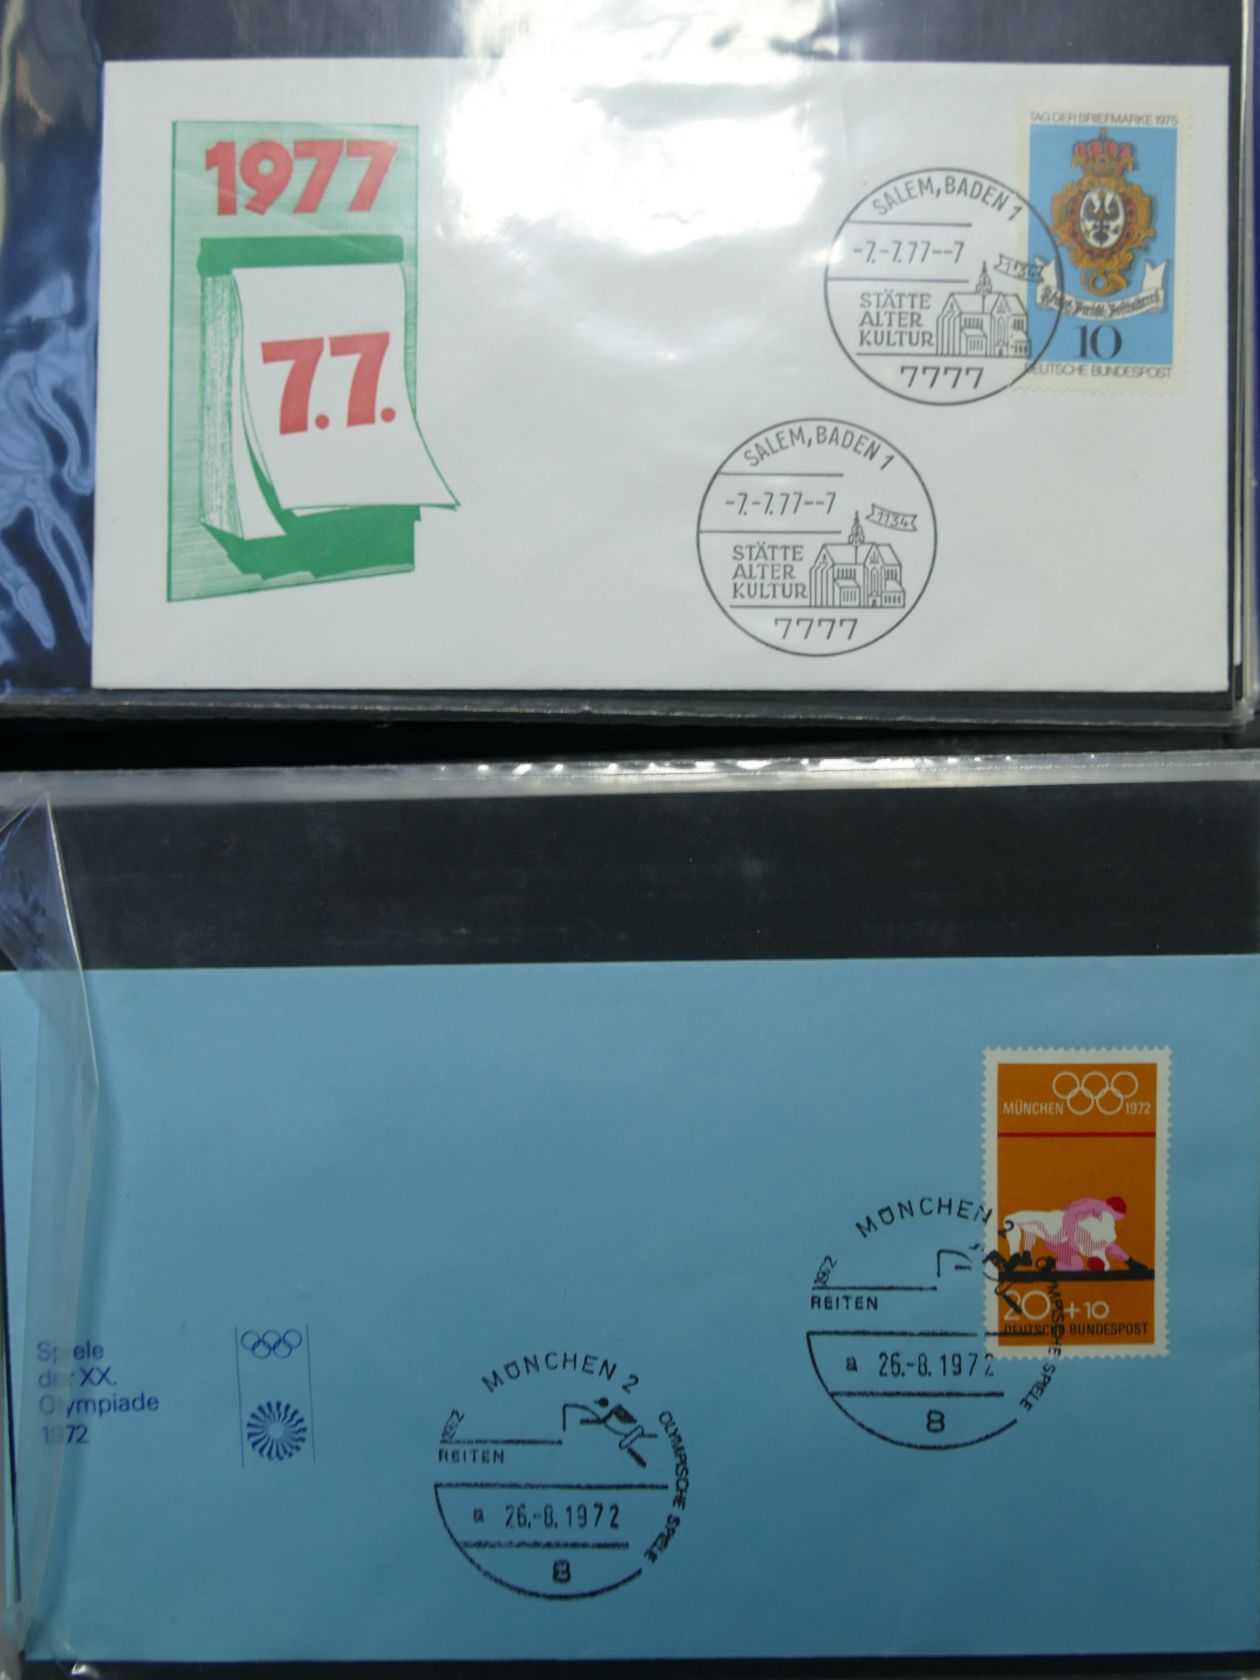 1977
7.7.
TAG DER BRIEFMARKE 1975
10
DEUTSCHE BUNDESPOST
SALEM, BADEN 1
-7.-7.77--7
1134
STÄTTE
ALTER
KULTUR
7777
SALEM, BADEN 1
-7.-7.77--7
1134
STÄTTE
ALTER
KULTUR
7777
MÜNCHEN 1972
20+10
DEUTSCHE BUNDESPOST
MÜNCHEN 2
1972
REITEN
OLYMPISCHE SPIELE
a 26.-8.1972
8
Spiele
der XX.
Olympiade
1972
MÜNCHEN 2
1972
REITEN
OLYMPISCHE SPIELE
a 26.-8.1972
8